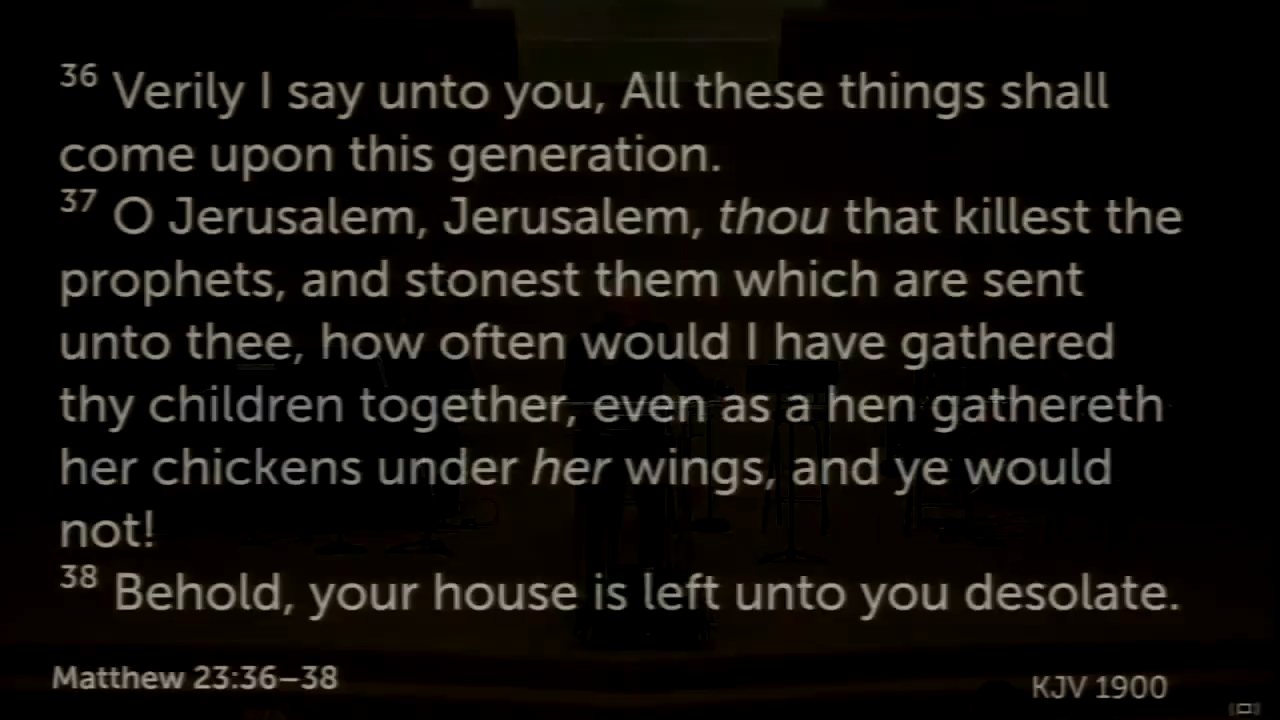 36 Verily I say unto you, All these things shall
come upon this generation.
37 O Jerusalem, Jerusalem, thou that killest the
prophets, and stonest them which are sent
unto thee, how often would I have gathered
thy children together, even as a hen gathereth
her chickens under her wings, and ye would
not!
38 Behold, your house is left unto you desolate.
Matthew 23:36–38
KJV 1900